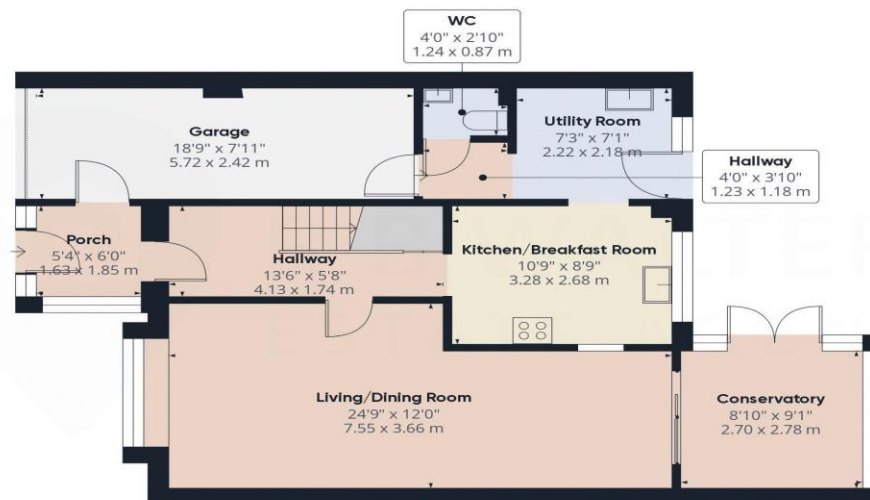 WC
4'0" x 2'10"
1.24 x 0.87 m
Garage
18'9" x 7'11"
5.72 x 2.42 m
Utility Room
7'3" x 7'1"
2.22 x 2.18 m
Hallway
4'0" x 3'10"
1.23 x 1.18 m
Porch
5'4" x 6'0"
1.63 x 1.85 m
Hallway
13'6" x 5'8"
4.13 x 1.74 m
Kitchen/Breakfast Room
10'9" x 8'9"
3.28 x 2.68 m
Living/Dining Room
24'9" x 12'0"
7.55 x 3.66 m
Conservatory
8'10" x 9'1"
2.70 x 2.78 m